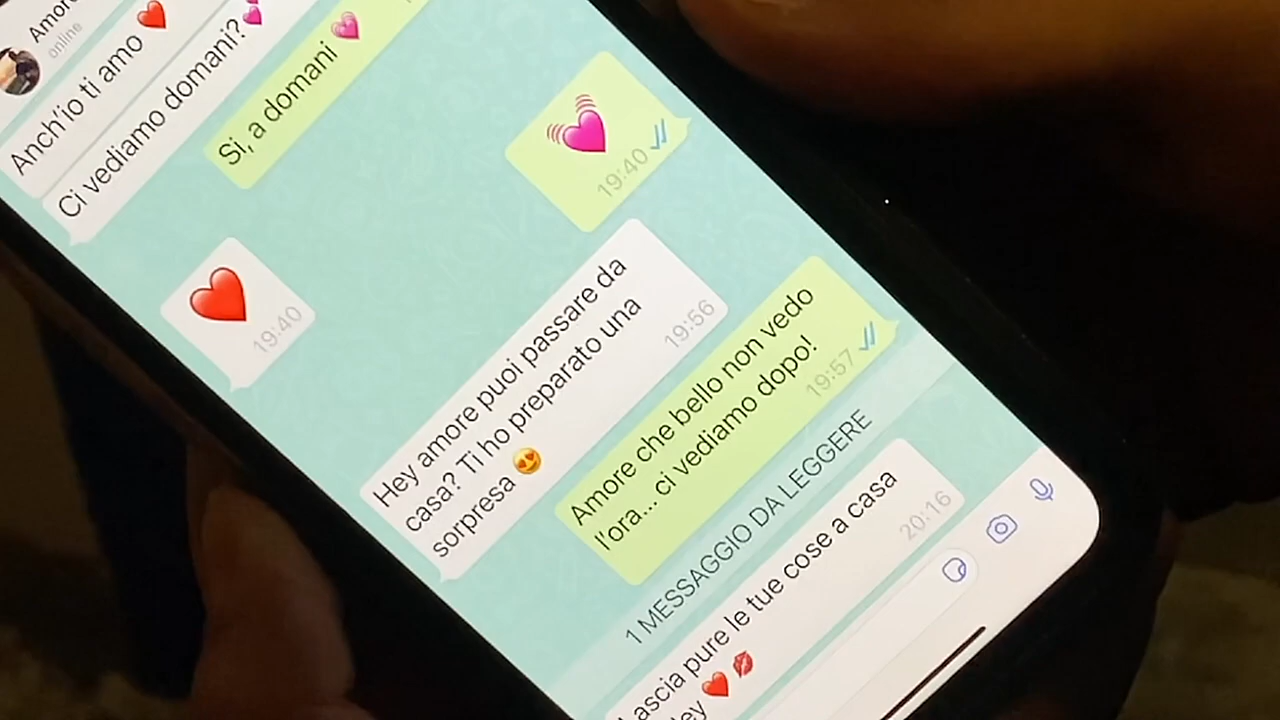 Amore
online
Anch'io ti amo ❤️
Ci vediamo domani? 💕
Si, a domani 💗
💓
19:40
❤️
19:40
Hey amore puoi passare da
casa? Ti ho preparato una
sorpresa 😍
19:56
Amore che bello non vedo
l'ora... ci vediamo dopo!
19:57
1 MESSAGGIO DA LEGGERE
Lascia pure le tue cose a casa
❤️ 💋
20:16